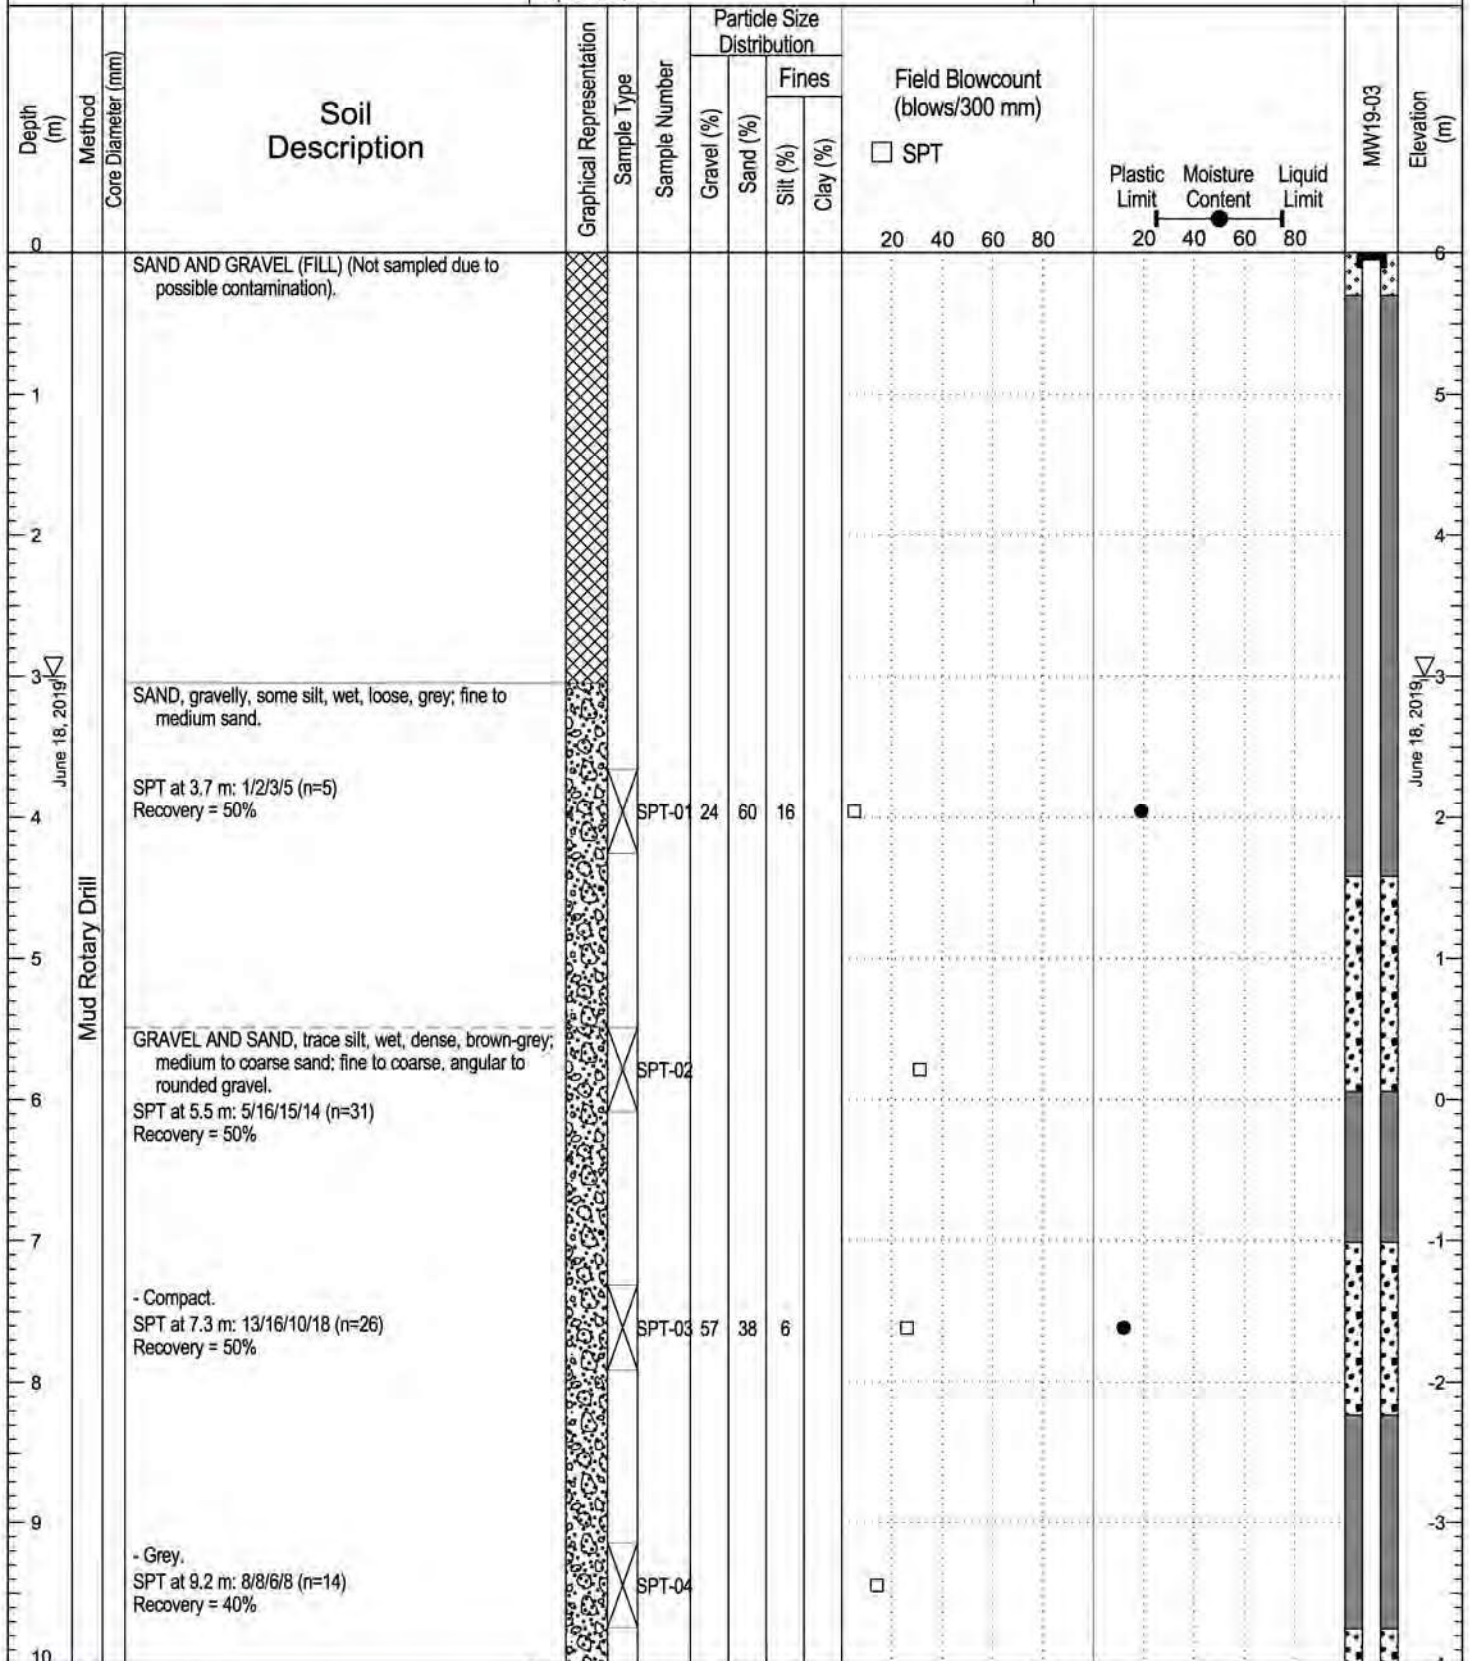 Depth
(m)
Method
Core Diameter (mm)
Soil
Description
Graphical Representation
Sample Type
Sample Number
Particle Size
Distribution
Gravel (%)
Sand (%)
Fines
Silt (%)
Clay (%)
Field Blowcount
(blows/300 mm)
SPT
20 40 60 80
Plastic Moisture Liquid
Limit Content Limit
20 40 60 80
MW19-03
Elevation
(m)
0
6
SAND AND GRAVEL (FILL) (Not sampled due to
possible contamination).
1
5
2
4
3
3
June 18, 2019
June 18, 2019
SAND, gravelly, some silt, wet, loose, grey; fine to
medium sand.
SPT at 3.7 m: 1/2/3/5 (n=5)
Recovery = 50%
SPT-01 24 60 16
4
2
Mud Rotary Drill
5
1
GRAVEL AND SAND, trace silt, wet, dense, brown-grey;
medium to coarse sand; fine to coarse, angular to
rounded gravel.
SPT-02
SPT at 5.5 m: 5/16/15/14 (n=31)
Recovery = 50%
6
0
7
-1
- Compact.
SPT at 7.3 m: 13/16/10/18 (n=26)
Recovery = 50%
SPT-03 57 38 6
8
-2
9
-3
- Grey.
SPT at 9.2 m: 8/8/6/8 (n=14)
Recovery = 40%
SPT-04
10